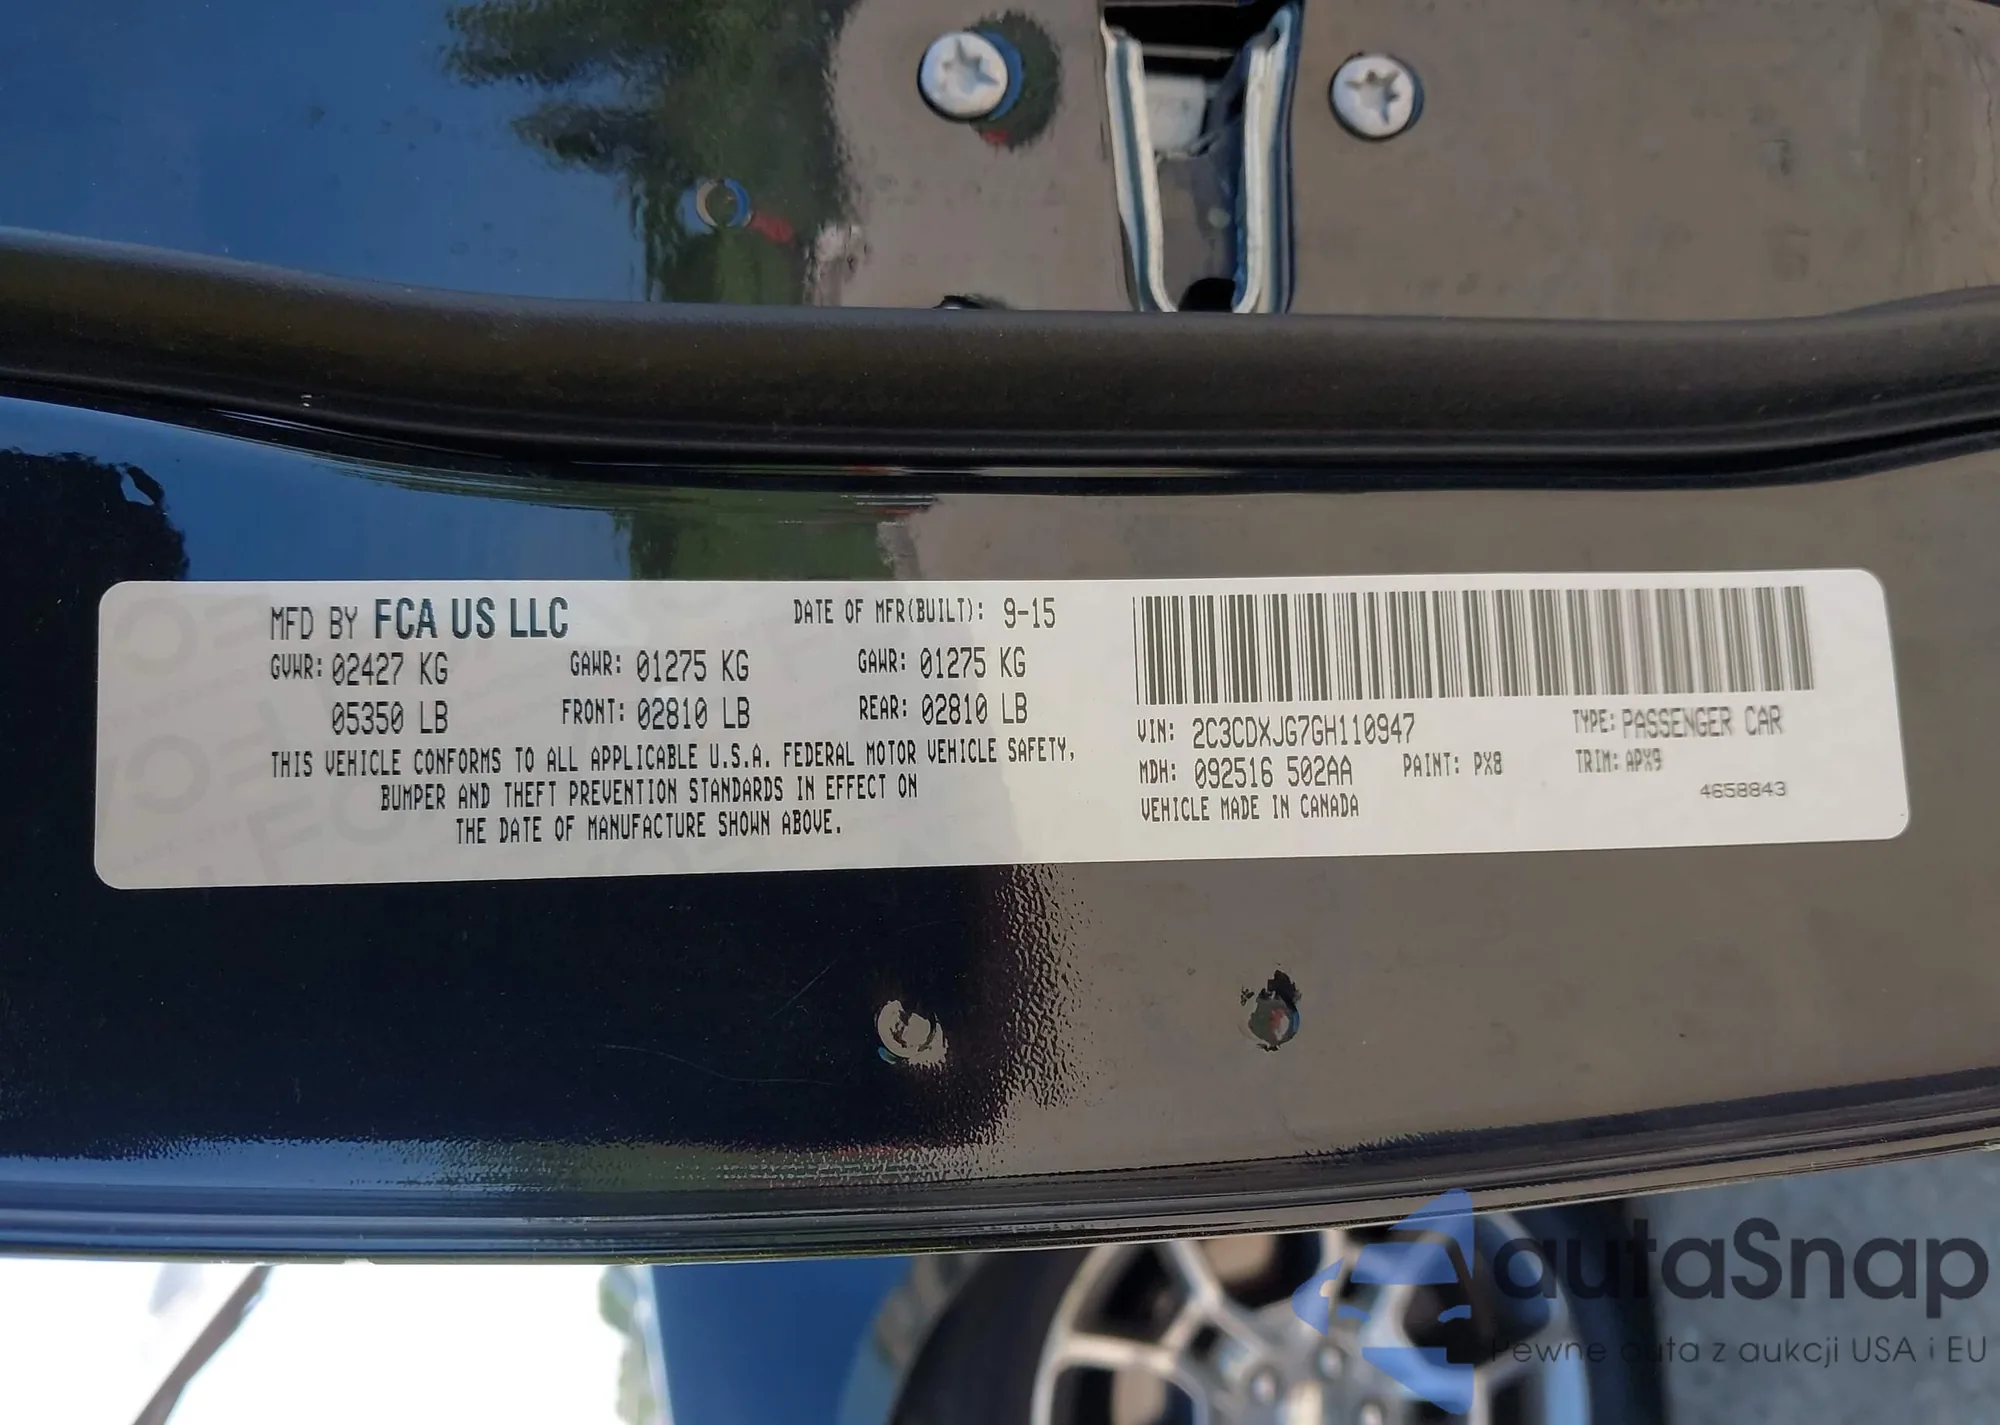 MFD BY FCA US LLC
DATE OF MFR(BUILT): 9-15
GVWR: 02427 KG
GAWR: 01275 KG
GAWR: 01275 KG
05350 LB
FRONT: 02810 LB
REAR: 02810 LB
THIS VEHICLE CONFORMS TO ALL APPLICABLE U.S.A. FEDERAL MOTOR VEHICLE SAFETY,
BUMPER AND THEFT PREVENTION STANDARDS IN EFFECT ON
THE DATE OF MANUFACTURE SHOWN ABOVE.
VIN: 2C3CDXJG7GH110947
TYPE: PASSENGER CAR
MDH: 092516 502AA
PAINT: PX8
TRIM: APX9
VEHICLE MADE IN CANADA
4658843
autaSnap
Pewne auta z aukcji USA i EU